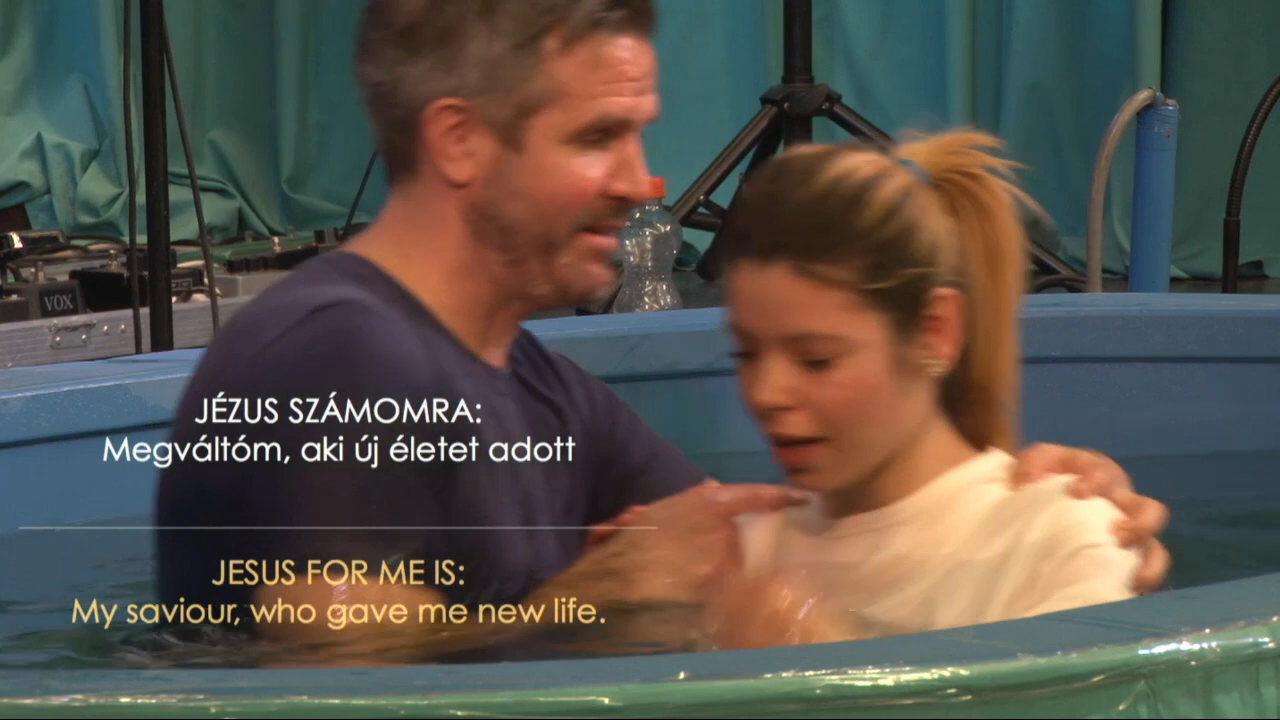 VOX
JÉZUS SZÁMOMRA:
Megváltóm, aki új életet adott
JESUS FOR ME IS:
My saviour, who gave me new life.